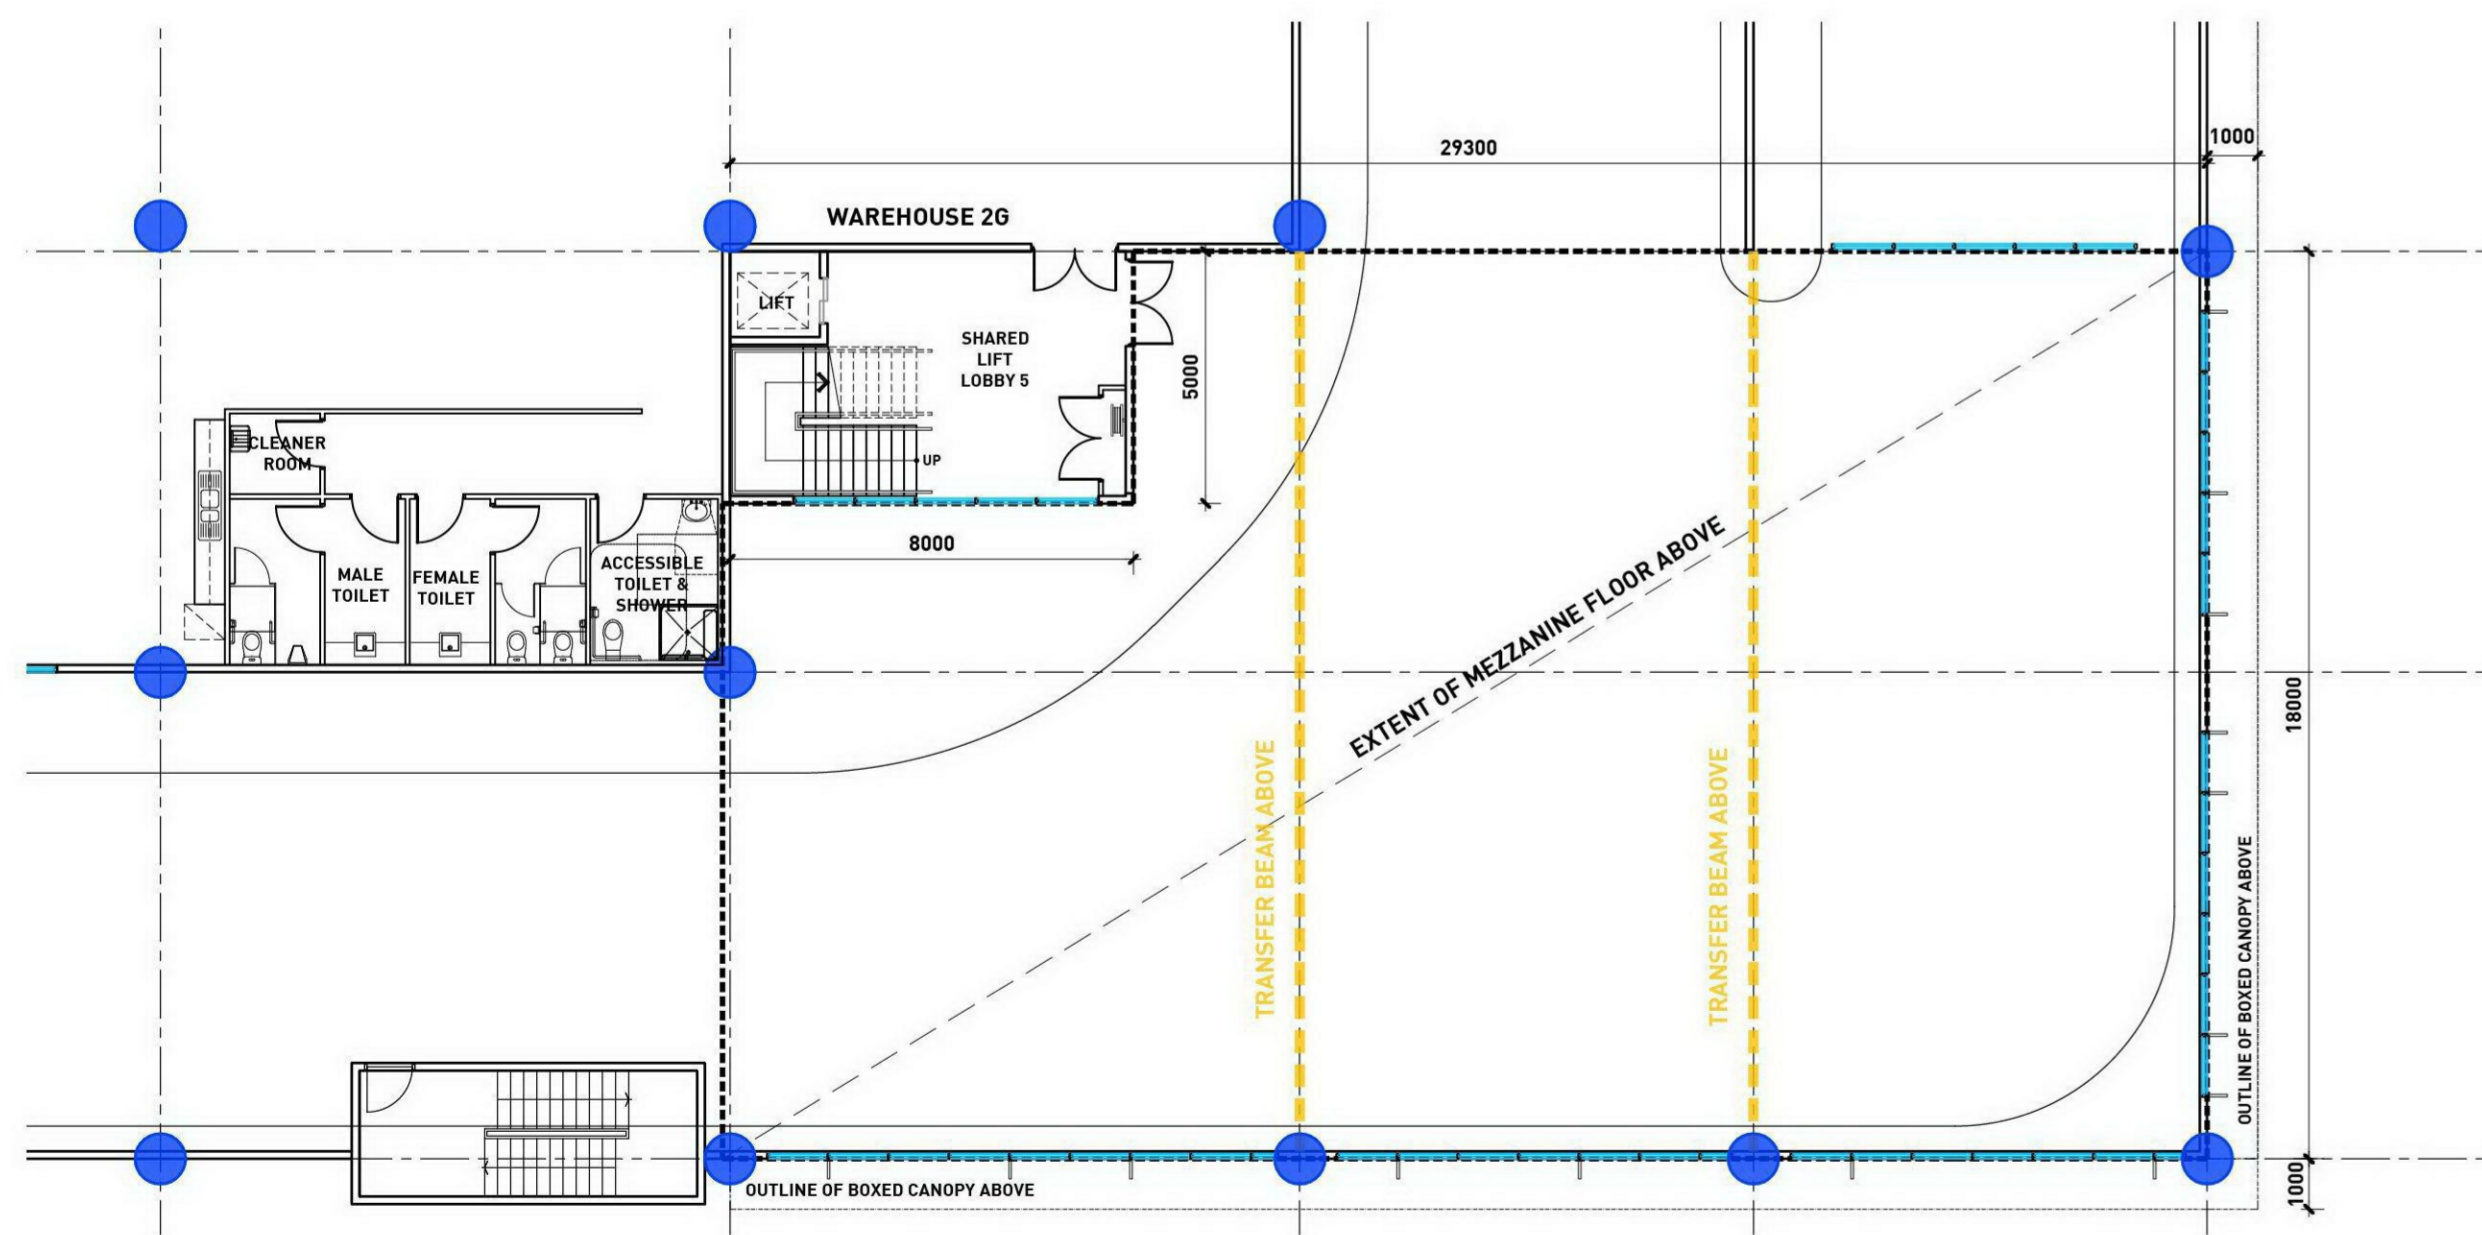 1000
29300
WAREHOUSE 2G
LIFT
SHARED
LIFT
LOBBY 5
5000
CLEANER
ROOM
UP
8000
MALE
TOILET
FEMALE
TOILET
ACCESSIBLE
TOILET &
SHOWER
EXTENT OF MEZZANINE FLOOR ABOVE
18000
TRANSFER BEAM ABOVE
TRANSFER BEAM ABOVE
OUTLINE OF BOXED CANOPY ABOVE
OUTLINE OF BOXED CANOPY ABOVE
1000